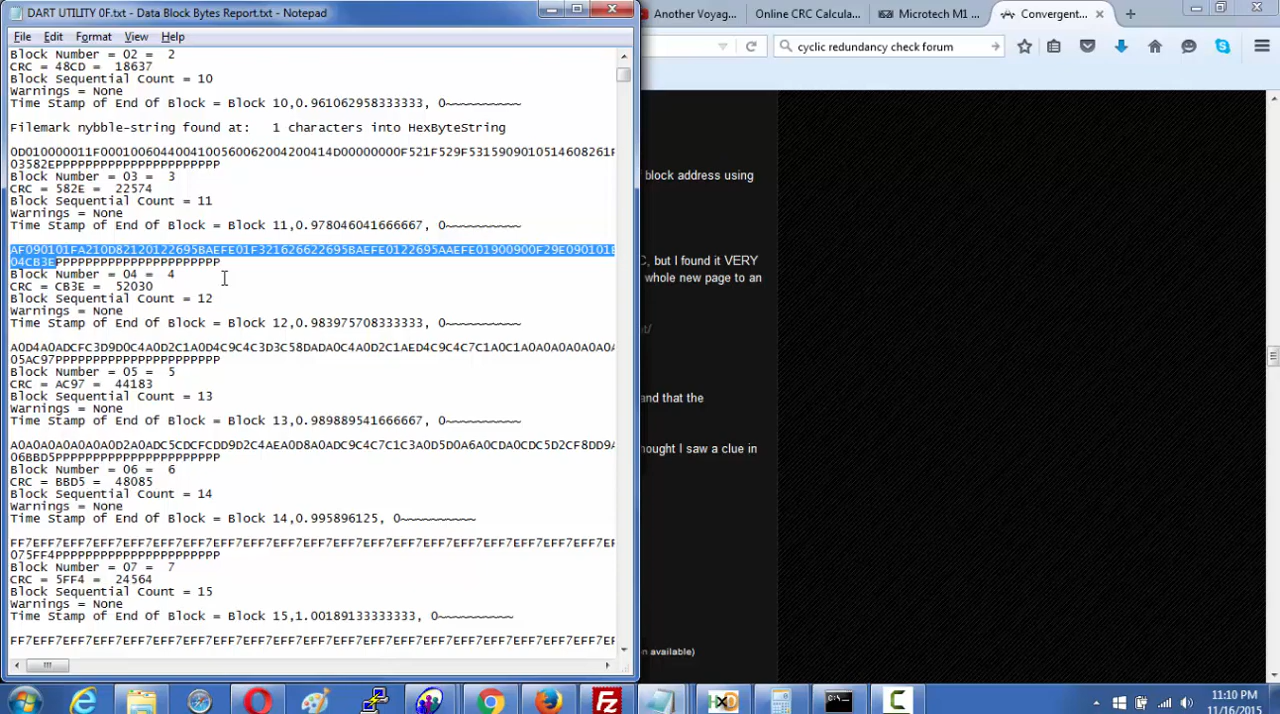 DART UTILITY 0F.txt - Data Block Bytes Report.txt - Notepad
File Edit Format View Help
Block Number = 02 = 2
CRC = 48CD = 18637
Block Sequential Count = 10
Warnings = None
Time Stamp of End Of Block = Block 10,0.961062958333333, 0~~~~~~~~~~
Filemark nybble-string found at: 1 characters into HexByteString
0D010000011F000100604400410056006200420041 4D00000000F521F529F5315909010514608261F
03582EPPPPPPPPPPPPPPPPPPPPPP
Block Number = 03 = 3
CRC = 582E = 22574
Block Sequential Count = 11
Warnings = None
Time Stamp of End Of Block = Block 11,0.978046041666667, 0~~~~~~~~~~
AF090101FA210D82120122695BAEFE01F321626622695BAEFE0122695AAEFE01900900F29E090101E
04CB3EPPPPPPPPPPPPPPPPPPPPPP
Block Number = 04 = 4
CRC = CB3E = 52030
Block Sequential Count = 12
Warnings = None
Time Stamp of End Of Block = Block 12,0.983975708333333, 0~~~~~~~~~~
A0D4A0ADCFC3D9D0C4A0D2C1A0D4C9C4C3D3C58DADA0C4A0D2C1AED4C9C4C7C1A0C1A0A0A0A0A0A0A
05AC97PPPPPPPPPPPPPPPPPPPPPP
Block Number = 05 = 5
CRC = AC97 = 44183
Block Sequential Count = 13
Warnings = None
Time Stamp of End Of Block = Block 13,0.989889541666667, 0~~~~~~~~~~
A0A0A0A0A0A0A0D2A0ADC5CDCFCDD9D2C4AEA0D8A0ADC9C4C7C1C3A0D5D0A6A0CDA0CDC5D2CF8DD9A
06BBD5PPPPPPPPPPPPPPPPPPPPPP
Block Number = 06 = 6
CRC = BBD5 = 48085
Block Sequential Count = 14
Warnings = None
Time Stamp of End Of Block = Block 14,0.995896125, 0~~~~~~~~~~
FF7EFF7EFF7EFF7EFF7EFF7EFF7EFF7EFF7EFF7EFF7EFF7EFF7EFF7EFF7EFF7EFF7EFF7EFF7EFF7EF
075FF4PPPPPPPPPPPPPPPPPPPPPP
Block Number = 07 = 7
CRC = 5FF4 = 24564
Block Sequential Count = 15
Warnings = None
Time Stamp of End Of Block = Block 15,1.00189133333333, 0~~~~~~~~~~
FF7EFF7EFF7EFF7EFF7EFF7EFF7EFF7EFF7EFF7EFF7EFF7EFF7EFF7EFF7EFF7EFF7EFF7EFF7EFF7EF
Another Voyag... Online CRC Calcula... Microtech M1 ... Convergent...
cyclic redundancy check forum
block address using
C, but I found it VERY
whole new page to an
nt/
and that the
hought I saw a clue in
n available)
11:10 PM
11/16/2015